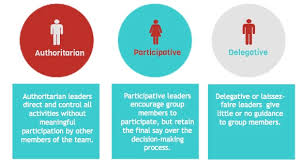 Authoritarian
Participative
Delegative
Authoritarian leaders
direct and control all
activities without
meaningful
participation by other
members of the team.
Participative leaders
encourage group
members to
participate, but retain
the final say over the
decision-making
process.
Delegative or laissez-
faire leaders give
little or no guidance
to group members.